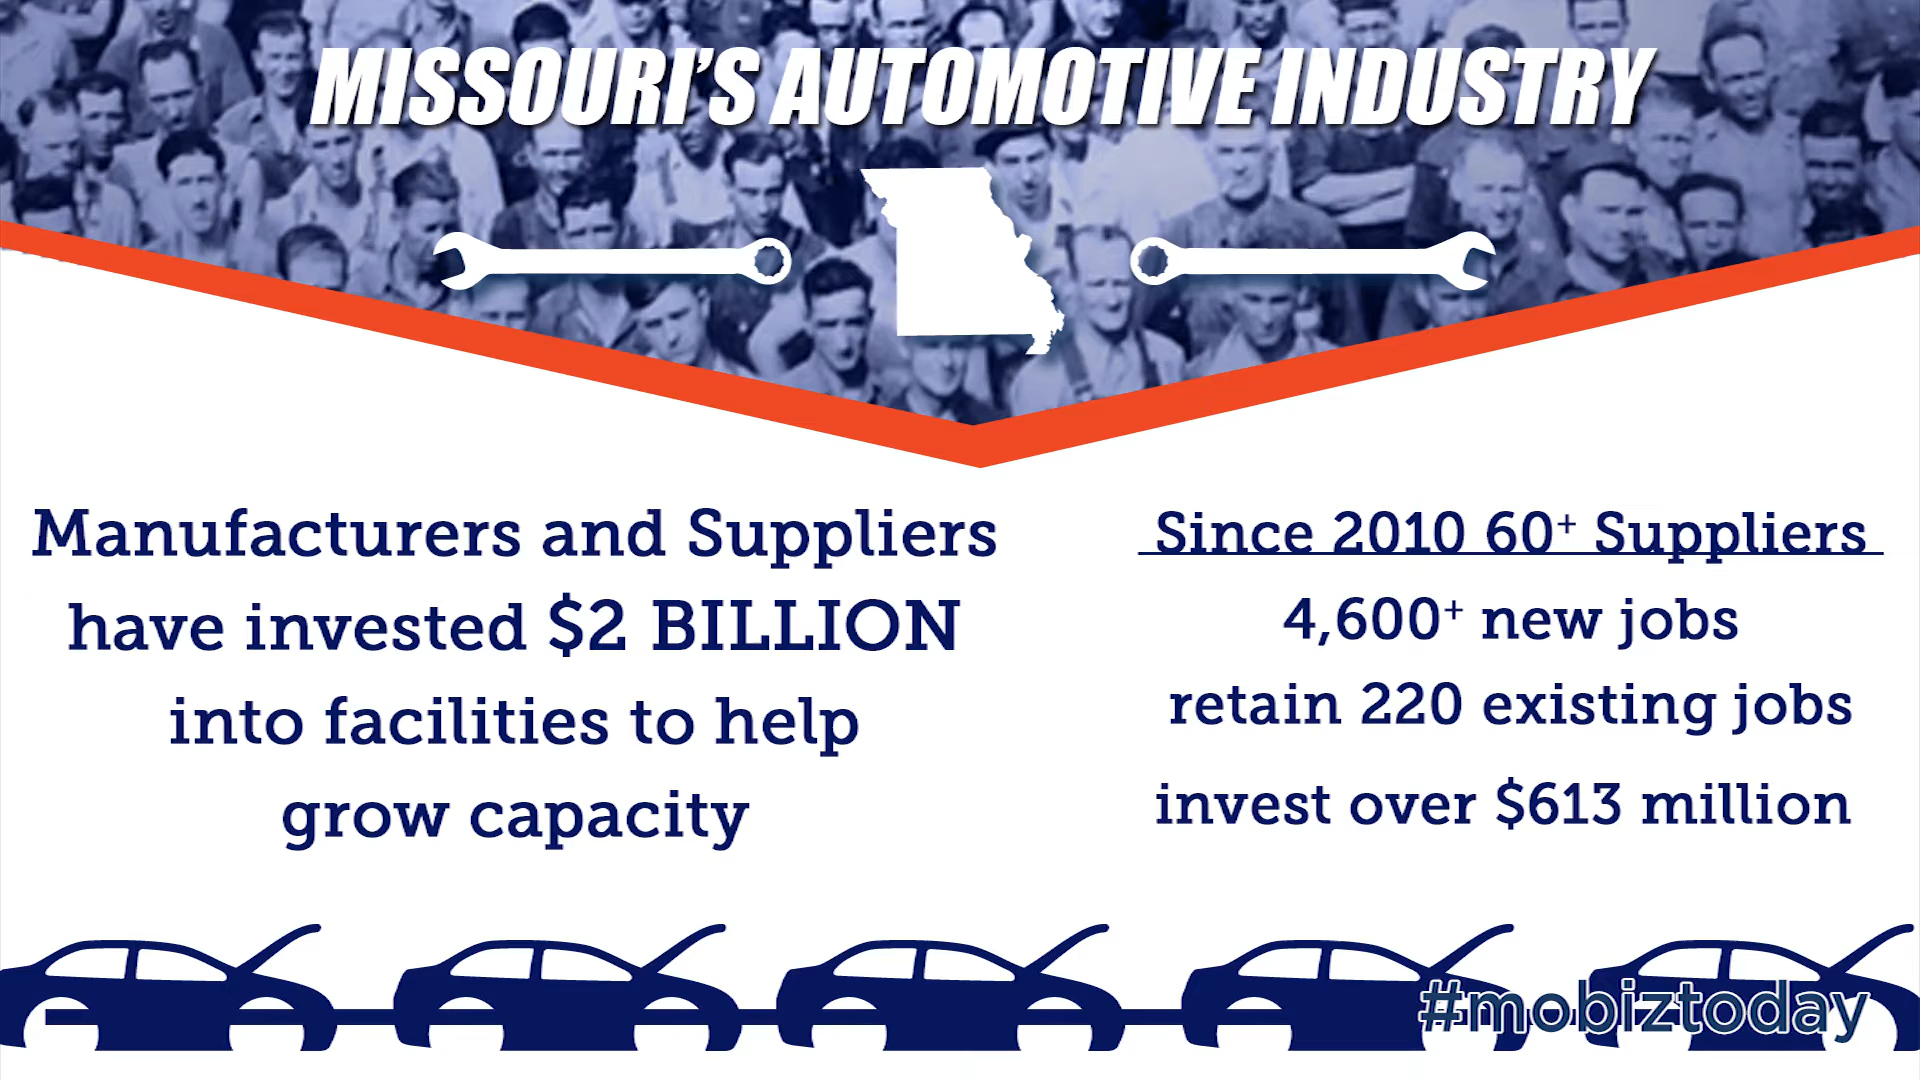 MISSOURI'S AUTOMOTIVE INDUSTRY
Manufacturers and Suppliers
have invested $2 BILLION
into facilities to help
grow capacity
Since 2010 60+ Suppliers
4,600+ new jobs
retain 220 existing jobs
invest over $613 million
#mobiztoday